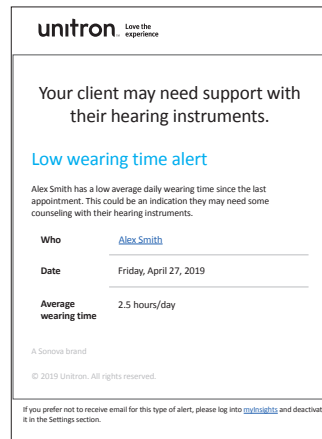 unitron™ Love the
experience
Your client may need support with
their hearing instruments.
Low wearing time alert
Alex Smith has a low average daily wearing time since the last
appointment. This could be an indication they may need some
counseling with their hearing instruments.
Who Alex Smith
Date Friday, April 27, 2019
Average
wearing time 2.5 hours/day
A Sonova brand
© 2019 Unitron. All rights reserved.
If you prefer not to receive email for this type of alert, please log into myInsights and deactivat
it in the Settings section.